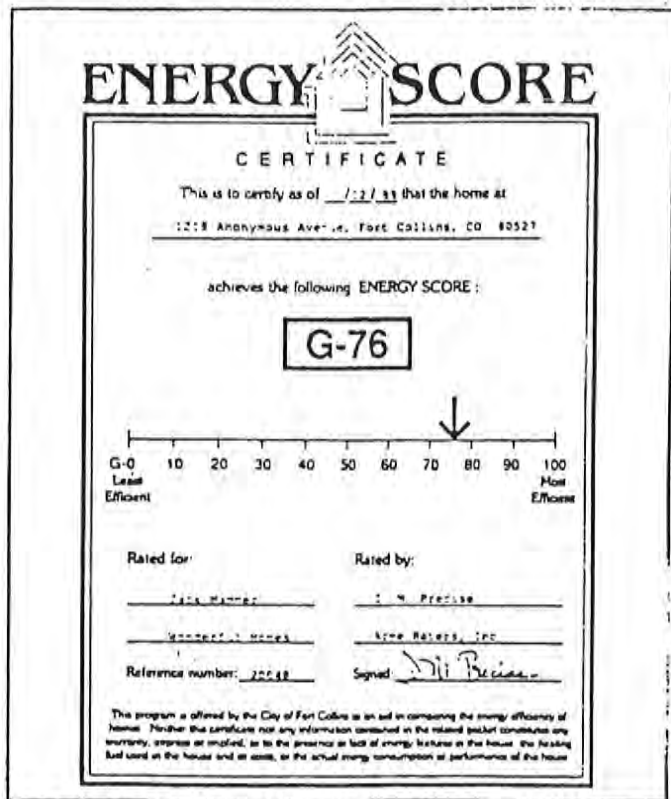 ENERGY SCORE
CERTIFICATE
This is to certify as of /12/ that the home at
Anonymous Avenue, Fort Collins, CO 80527
achieves the following ENERGY SCORE :
G-76
G-0 10 20 30 40 50 60 70 80 90 100
Least Most
Efficient Efficient
Rated for: Rated by:
I M Precise
Wonderful Homes Acme Raters, Inc
Reference number: Signed:
This program is offered by the City of Fort Collins as an aid in comparing the energy efficiency of
homes. Neither this certificate nor any information contained in the related packet constitutes any
warranty, express or implied, as to the presence or lack of energy features in the house, the heating
fuel used in the house and its costs, or the actual energy consumption or performance of the house